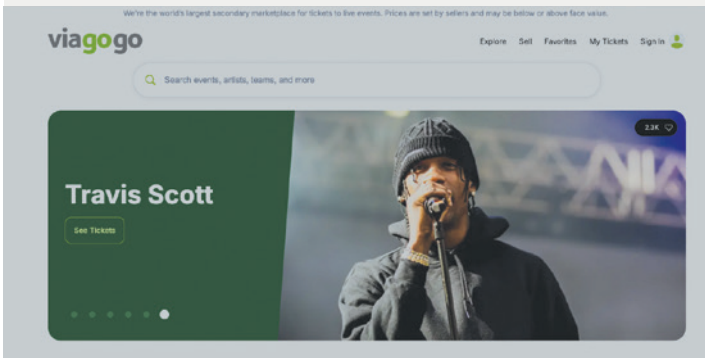 We're the world's largest secondary marketplace for tickets to live events. Prices are set by sellers and may be below or above face value.
viagogo
Explore Sell Favorites My Tickets Sign In
Search events, artists, teams, and more
2.3K
Travis Scott
See Tickets